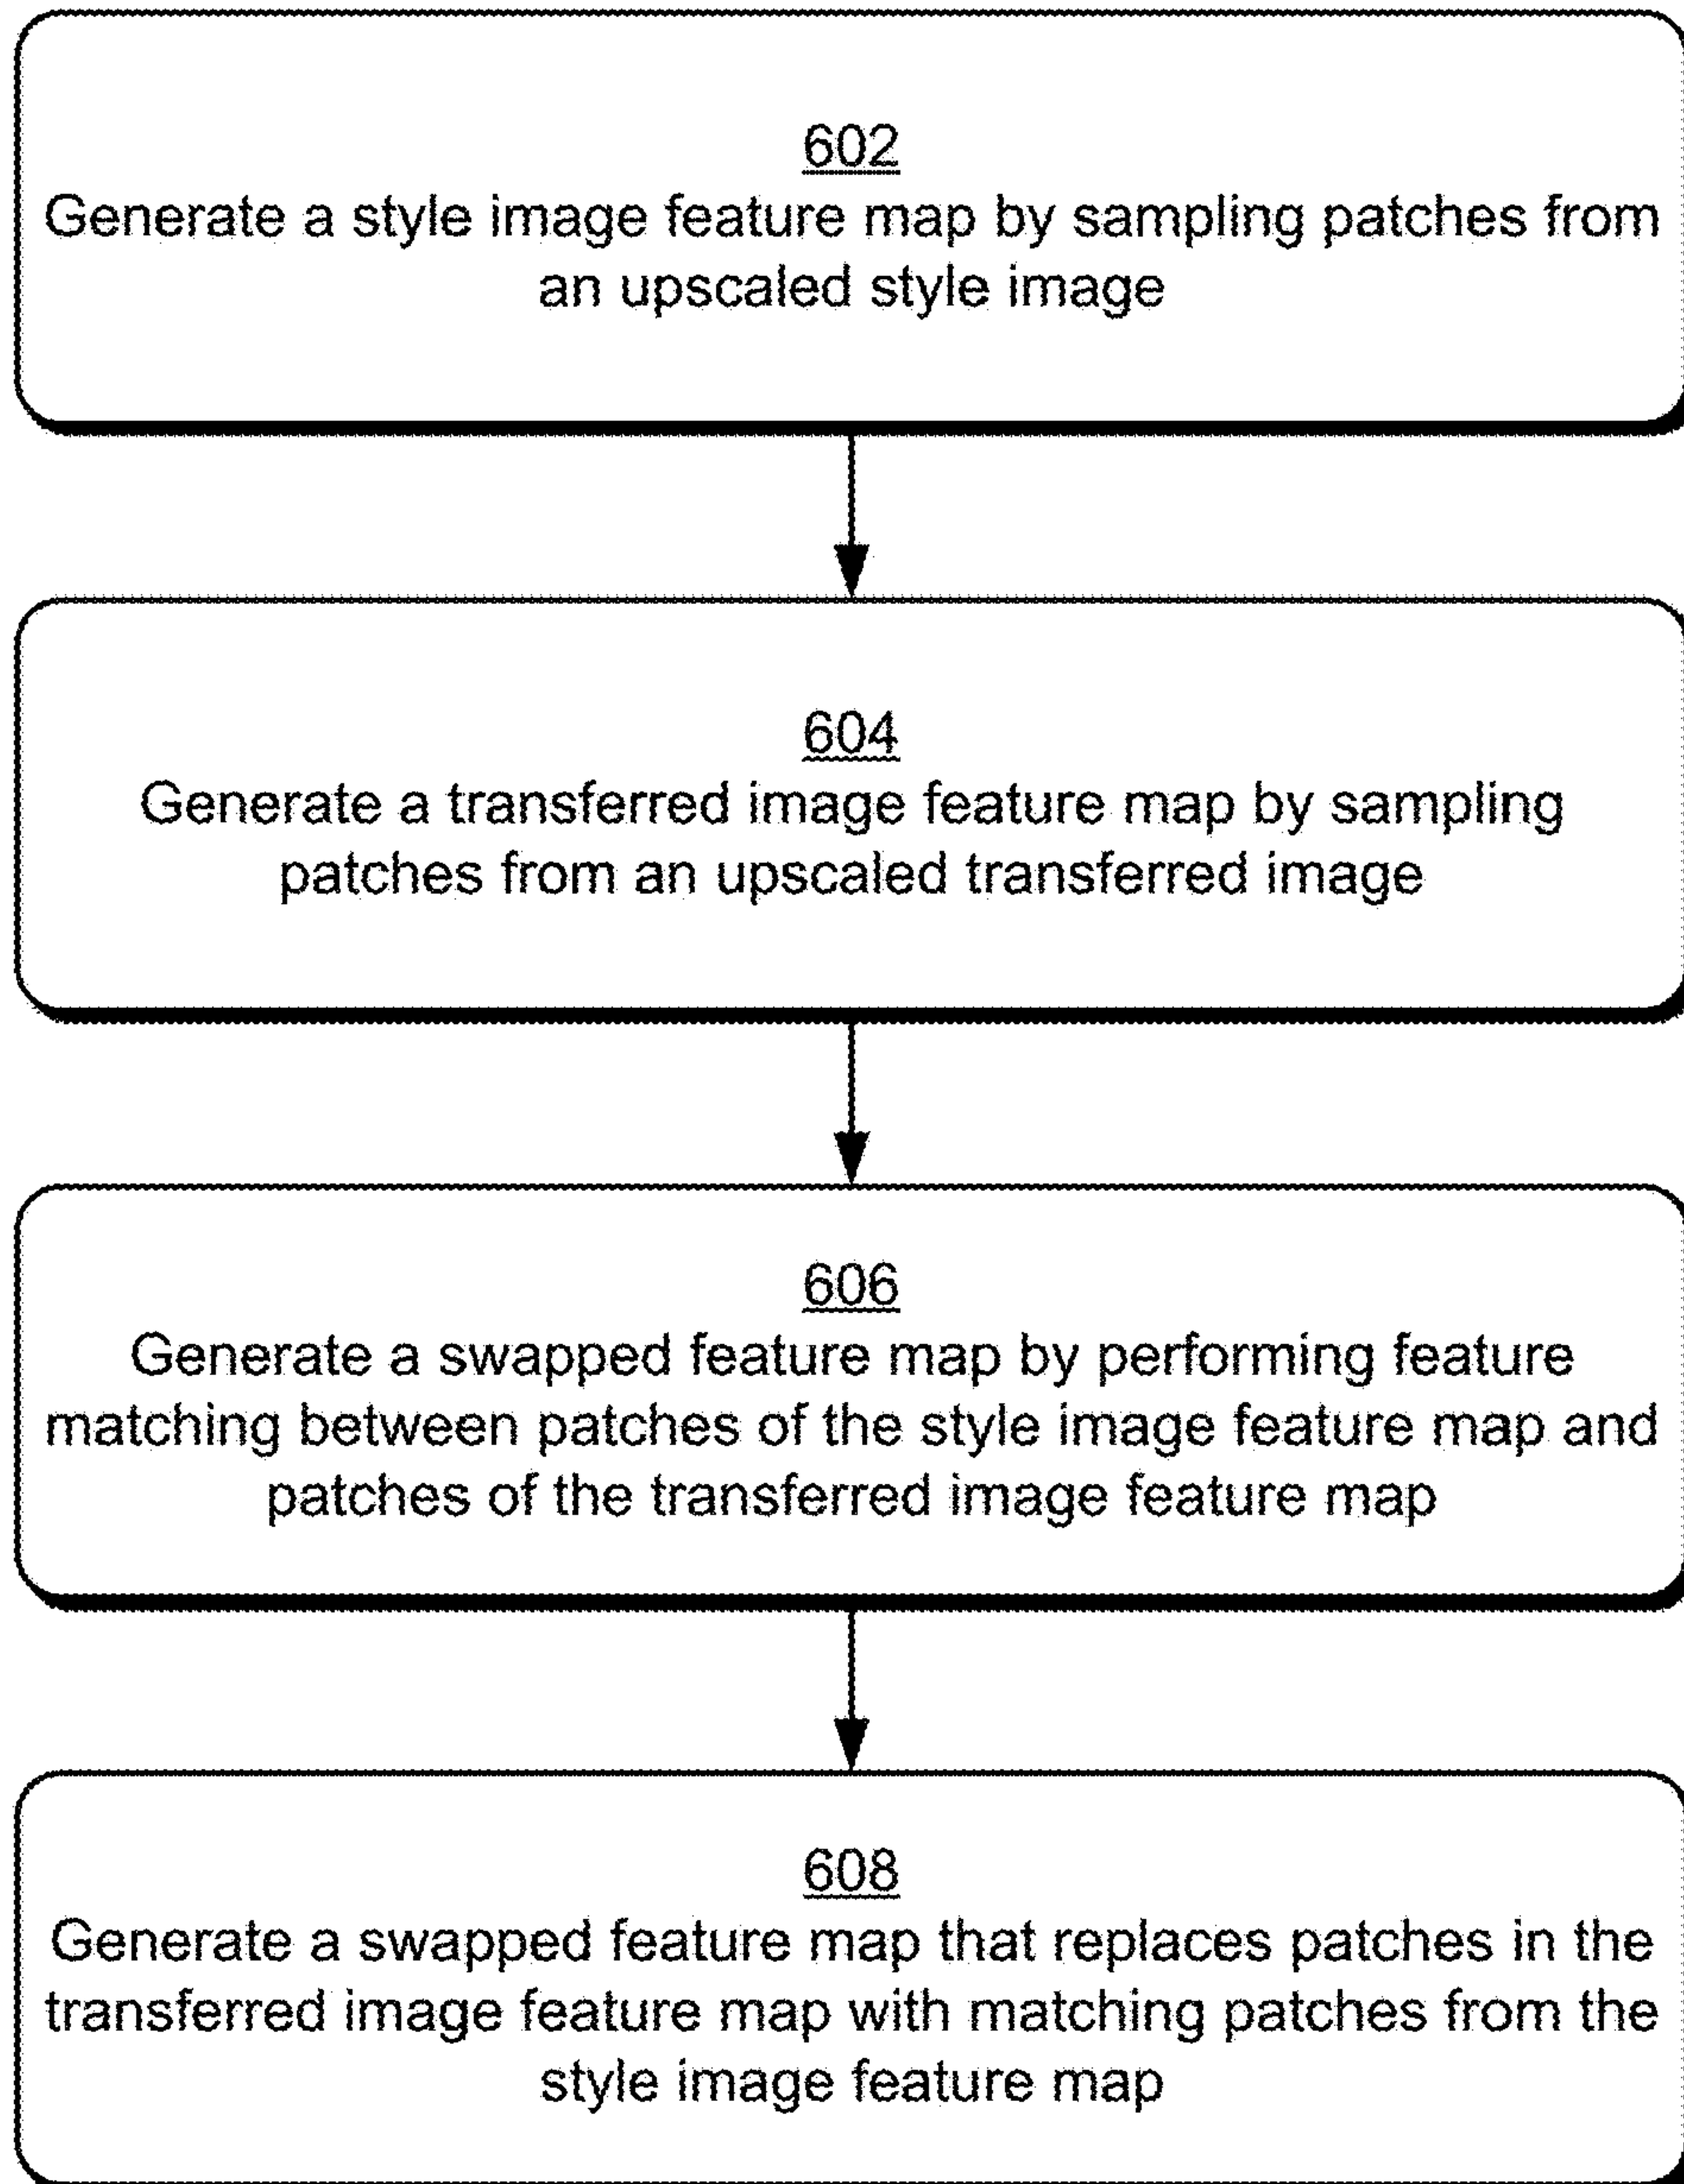 602
Generate a style image feature map by sampling patches from
an upscaled style image
604
Generate a transferred image feature map by sampling
patches from an upscaled transferred image
606
Generate a swapped feature map by performing feature
matching between patches of the style image feature map and
patches of the transferred image feature map
608
Generate a swapped feature map that replaces patches in the
transferred image feature map with matching patches from the
style image feature map